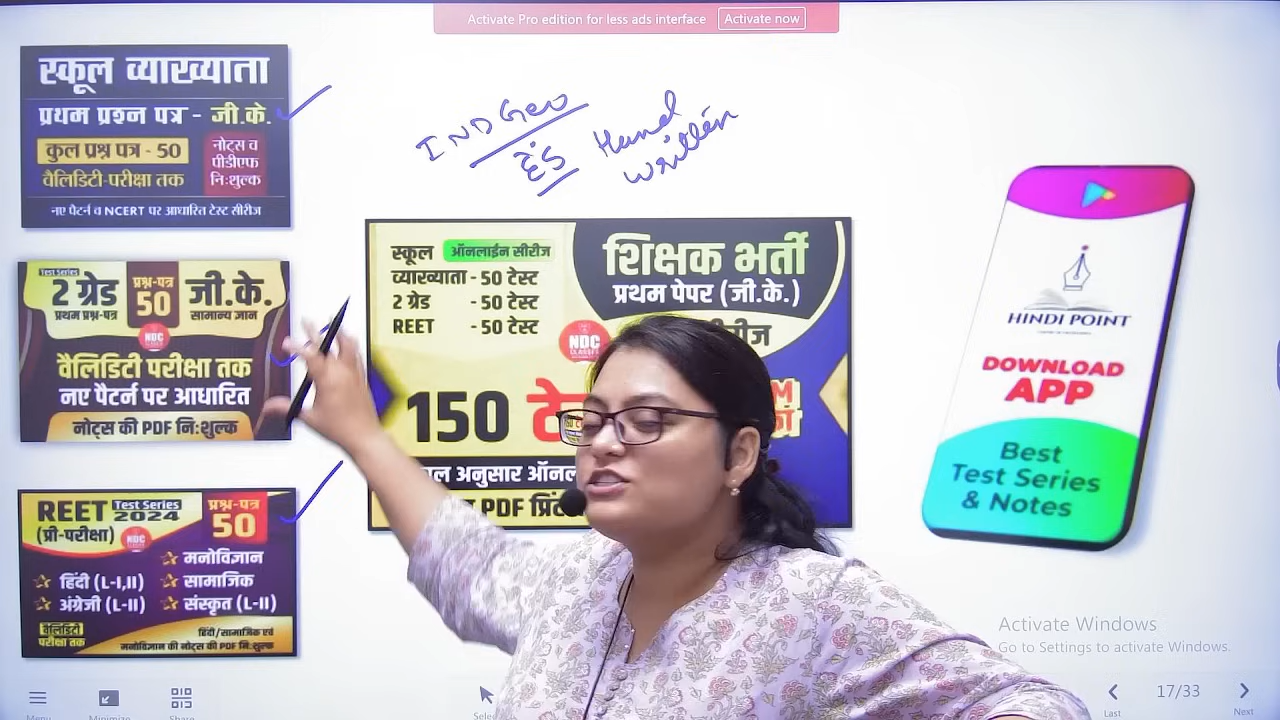 Activate Pro edition for less ads interface Activate now
स्कूल व्याख्याता
प्रथम प्रश्न पत्र - जी.के.
कुल प्रश्न पत्र - 50
वैलिडिटी-परीक्षा तक
नोट्स व
पीडीएफ
निःशुल्क
नए पैटर्न व NCERT पर आधारित टेस्ट सीरीज
IND Geo
Hand
written
Test Series
2 ग्रेड
प्रथम प्रश्न-पत्र
प्रश्न-पत्र
50
जी.के.
सामान्य ज्ञान
NDC
वैलिडिटी परीक्षा तक
नए पैटर्न पर आधारित
नोट्स की PDF नि:शुल्क
REET Test Series
2024
(प्री-परीक्षा)
NDC
प्रश्न-पत्र
50
मनोविज्ञान
हिंदी (L-I,II)
सामाजिक
अंग्रेजी (L-II)
संस्कृत (L-II)
वैलिडिटी
परीक्षा तक
हिंदी/सामाजिक एवं
मनोविज्ञान की नोट्स की PDF नि:शुल्क
स्कूल ऑनलाईन सीरीज
व्याख्याता - 50 टेस्ट
2 ग्रेड - 50 टेस्ट
REET - 50 टेस्ट
शिक्षक भर्ती
प्रथम पेपर (जी.के.)
NDC
CLASSES
150
अनुसार
PDF
HINDI POINT
DOWNLOAD
APP
Best
Test Series
& Notes
Activate Windows
Go to Settings to activate Windows.
Menu
Minimize
Share
17/33
Last
Next